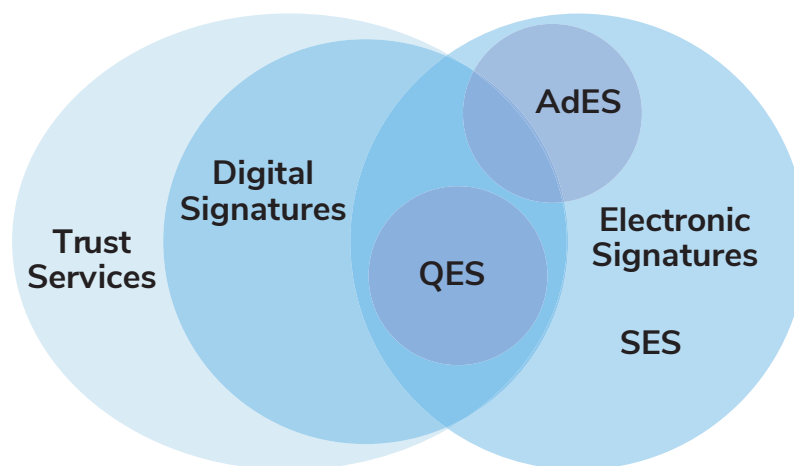 AdES
Digital
Signatures
Electronic
Signatures
Trust
Services
QES
SES